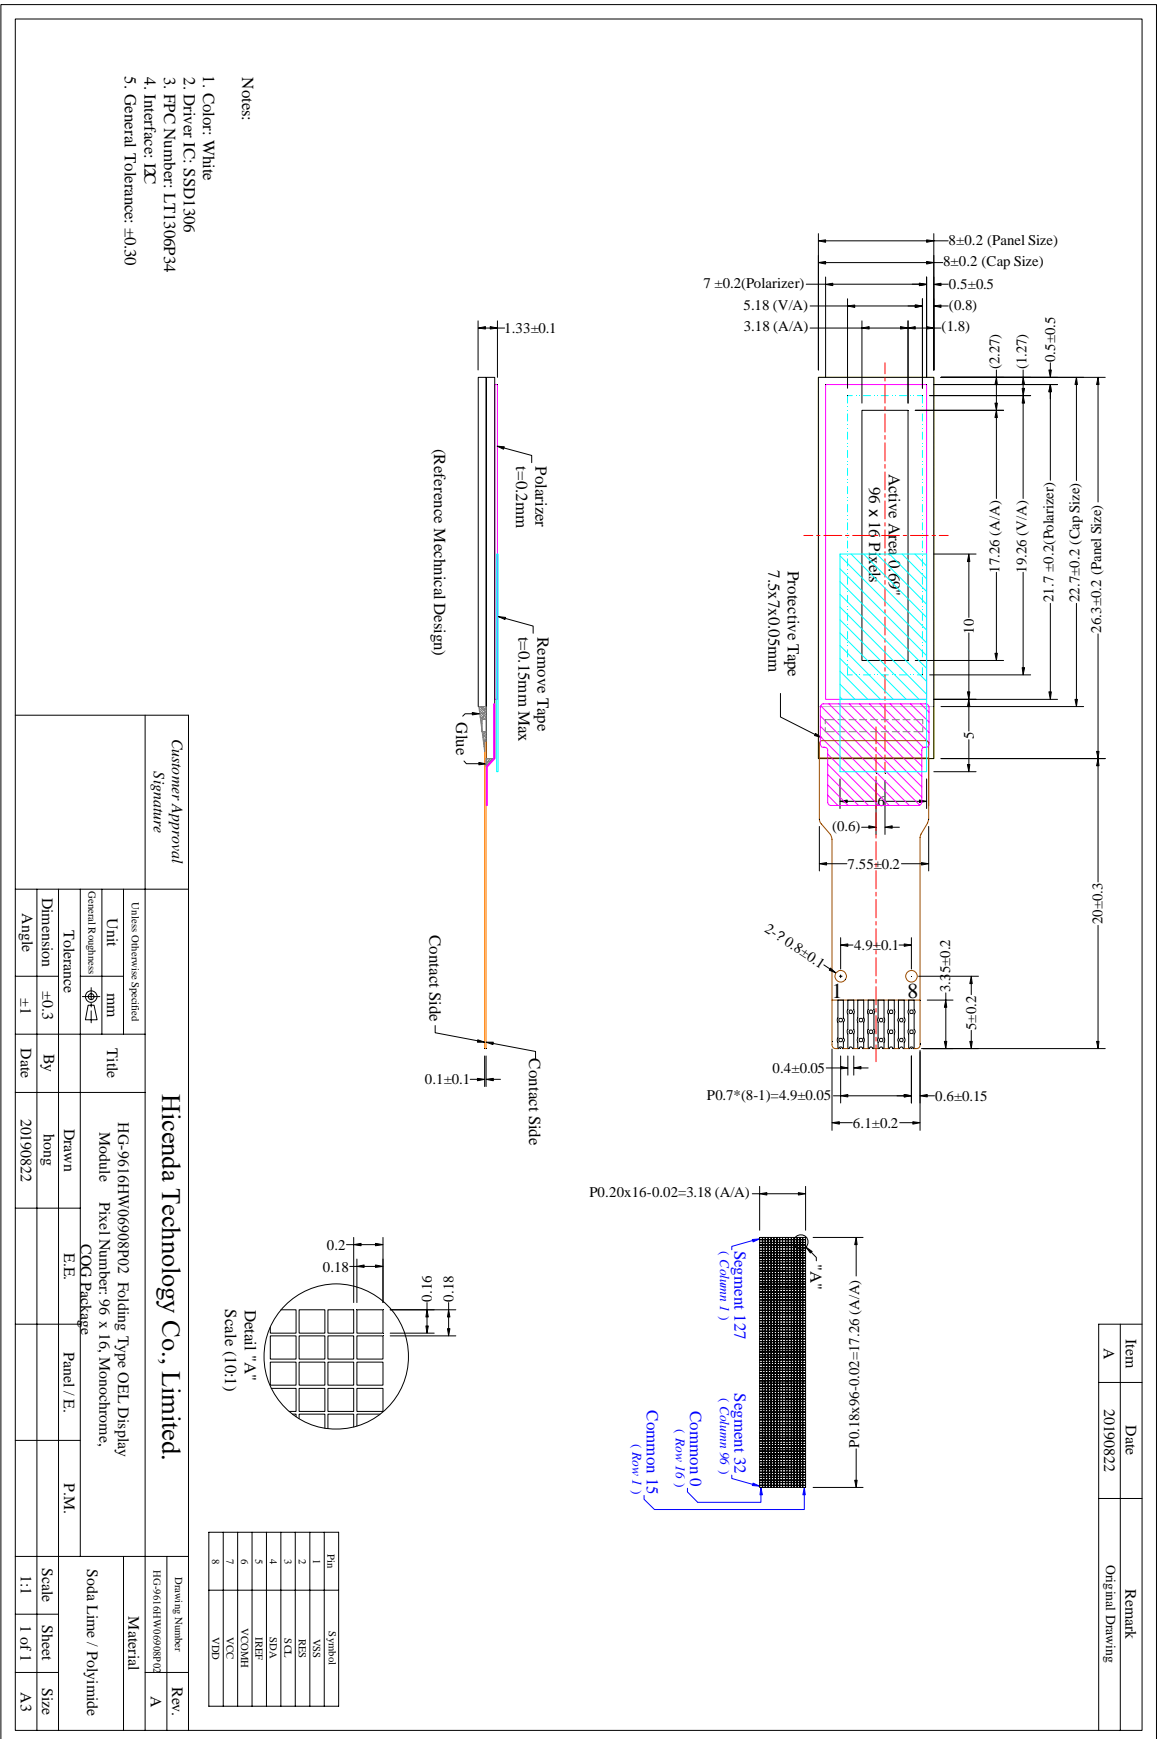 Item Date Remark
A 20190822 Original Drawing
8±0.2 (Panel Size)
8±0.2 (Cap Size)
7 ±0.2(Polarizer)
0.5±0.5
5.18 (V/A)
(0.8)
3.18 (A/A)
(1.8)
0.5±0.5
(1.27)
(2.27)
26.3±0.2 (Panel Size)
22.7±0.2 (Cap Size)
21.7 ±0.2(Polarizer)
19.26 (V/A)
17.26 (A/A)
Active Area 0.69"
96 x 16 Pixels
10
5
6
(0.6)
7.55±0.2
20±0.3
Protective Tape
7.5x7x0.05mm
4.9±0.1
2-? 0.8±0.1
3.35±0.2
5±0.2
1
8
0.4±0.05
P0.7*(8-1)=4.9±0.05
0.6±0.15
6.1±0.2
P0.20x16-0.02=3.18 (A/A)
P0.18x96-0.02=17.26 (A/A)
"A"
Segment 127
( Column 1 )
Segment 32
( Column 96 )
Common 0
( Row 16 )
Common 15
( Row 1 )
1.33±0.1
Polarizer
t=0.2mm
Remove Tape
t=0.15mm Max
Glue
(Reference Mechnical Design)
Contact Side
Contact Side
0.1±0.1
0.2
0.18
0.16
0.18
Detail "A"
Scale (10:1)
Notes:
1. Color: White
2. Driver IC: SSD1306
3. FPC Number: LT1306P34
4. Interface: I2C
5. General Tolerance: ±0.30
Pin Symbol
1 VSS
2 RES
3 SCL
4 SDA
5 IREF
6 VCOMH
7 VCC
8 VDD
Customer Approval
Signature
Hicenda Technology Co., Limited.
Drawing Number Rev.
HG-9616HW06908P02 A
Unless Otherwise Specified
Unit mm
General Roughness
Tolerance
Dimension ±0.3
Angle ±1
Title
HG-9616HW06908P02 Folding Type OEL Display
Module Pixel Number: 96 x 16, Monochrome,
COG Package
Material
Soda Lime / Polyimide
Drawn E.E. Panel / E. P.M.
By hong
Date 20190822
Scale Sheet Size
1:1 1 of 1 A3